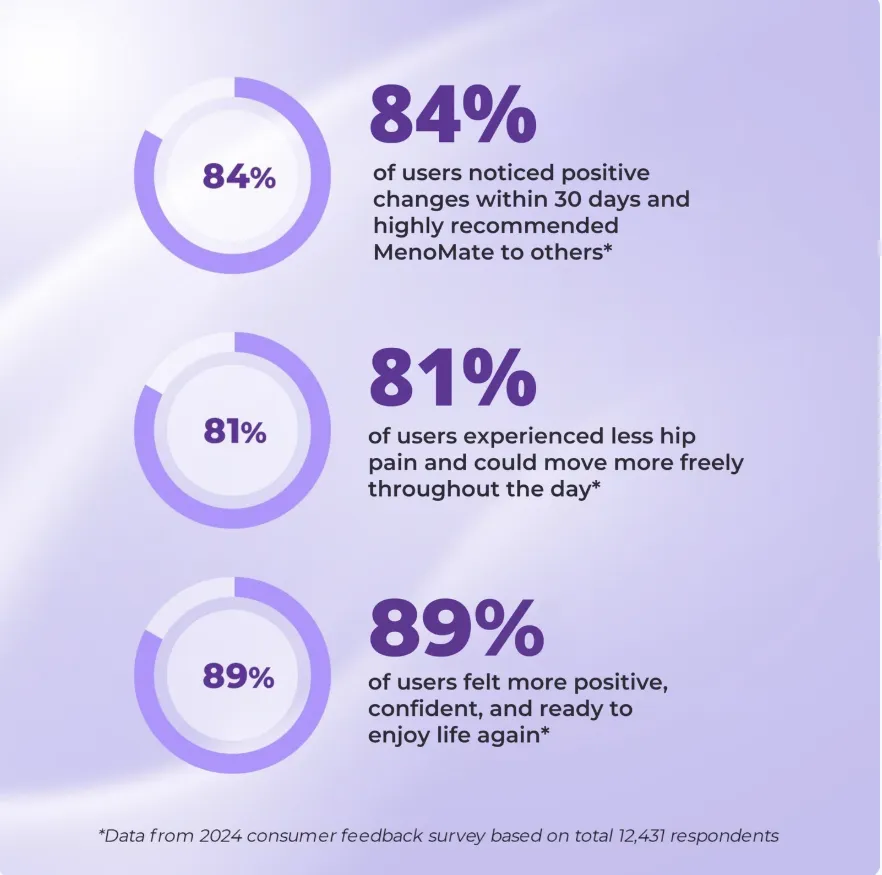 84%
84%
of users noticed positive
changes within 30 days and
highly recommended
MenoMate to others*
81%
81%
of users experienced less hip
pain and could move more freely
throughout the day*
89%
89%
of users felt more positive,
confident, and ready to
enjoy life again*
*Data from 2024 consumer feedback survey based on total 12,431 respondents